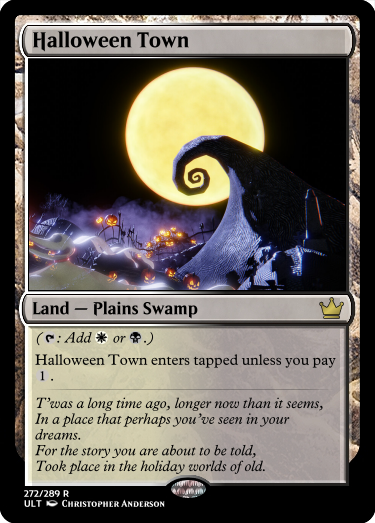 Halloween Town
Land — Plains Swamp
(T: Add W or B.)
Halloween Town enters tapped unless you pay
1 .
T'was a long time ago, longer now than it seems,
In a place that perhaps you've seen in your
dreams.
For the story you are about to be told,
Took place in the holiday worlds of old.
272/289 R
ULT Christopher Anderson